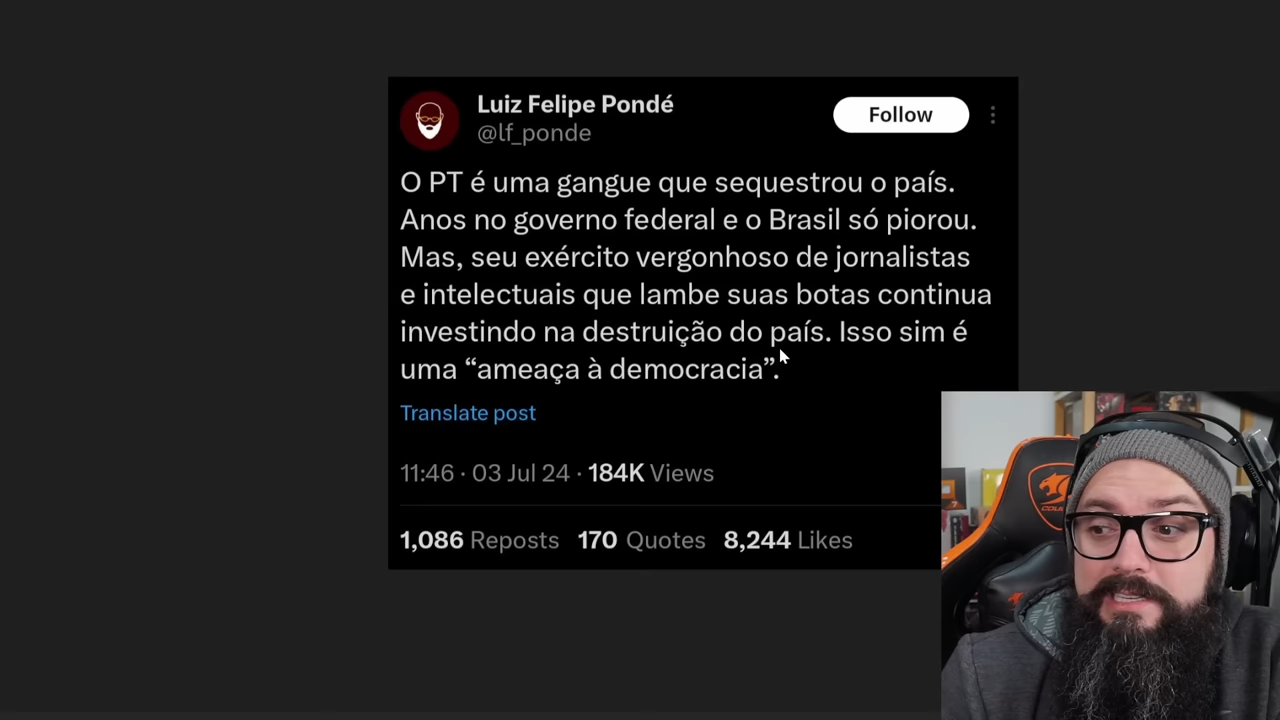 Luiz Felipe Pondé
@lf_ponde
Follow
O PT é uma gangue que sequestrou o país.
Anos no governo federal e o Brasil só piorou.
Mas, seu exército vergonhoso de jornalistas
e intelectuais que lambe suas botas continua
investindo na destruição do país. Isso sim é
uma “ameaça à democracia”.
Translate post
11:46 · 03 Jul 24 · 184K Views
1,086 Reposts 170 Quotes 8,244 Likes